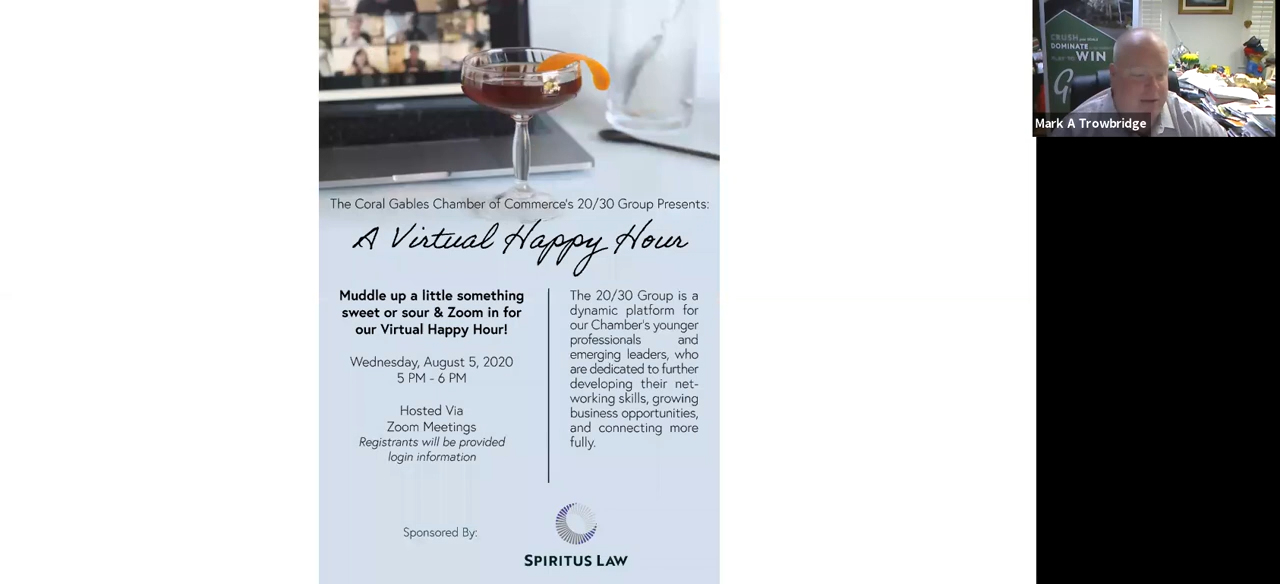 The Coral Gables Chamber of Commerce's 20/30 Group Presents:
A Virtual Happy Hour
Muddle up a little something
sweet or sour & Zoom in for
our Virtual Happy Hour!
Wednesday, August 5, 2020
5 PM - 6 PM
Hosted Via
Zoom Meetings
Registrants will be provided
login information
The 20/30 Group is a
dynamic platform for
our Chamber's younger
professionals and
emerging leaders, who
are dedicated to further
developing their net-
working skills, growing
business opportunities,
and connecting more
fully.
Sponsored By:
SPIRITUS LAW
CRUSH
DOMINATE
WIN
G
Mark A Trowbridge